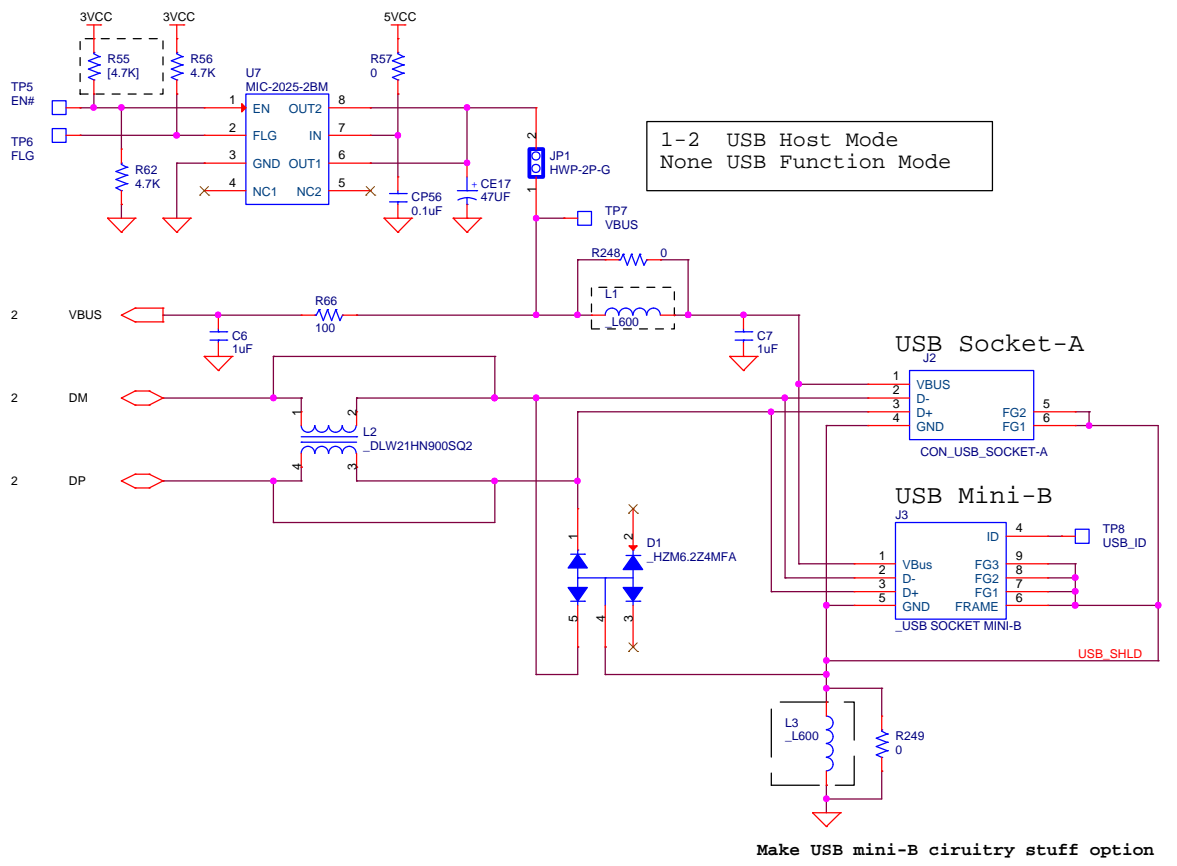 3VCC
3VCC
5VCC
R55
[4.7K]
R56
4.7K
U7
MIC-2025-2BM
R57
0
TP5
EN#
TP6
FLG
1
EN
OUT2
8
2
FLG
IN
7
3
GND
OUT1
6
4
NC1
NC2
5
R62
4.7K
CP56
0.1uF
+
CE17
47UF
2
JP1
HWP-2P-G
1
1-2 USB Host Mode
None USB Function Mode
TP7
VBUS
R248
0
L1
_L600
2
VBUS
R66
100
C6
1uF
C7
1uF
2
DM
1
2
L2
_DLW21HN900SQ2
4
3
2
DP
USB Socket-A
J2
1
VBUS
2
D-
3
D+
4
GND
FG2
5
FG1
6
CON_USB_SOCKET-A
USB Mini-B
J3
ID
4
TP8
USB_ID
1
VBus
2
D-
3
D+
5
GND
FG3
9
FG2
8
FG1
7
FRAME
6
_USB SOCKET MINI-B
1
2
D1
_HZM6.2Z4MFA
5
4
3
USB_SHLD
L3
_L600
R249
0
Make USB mini-B ciruitry stuff option